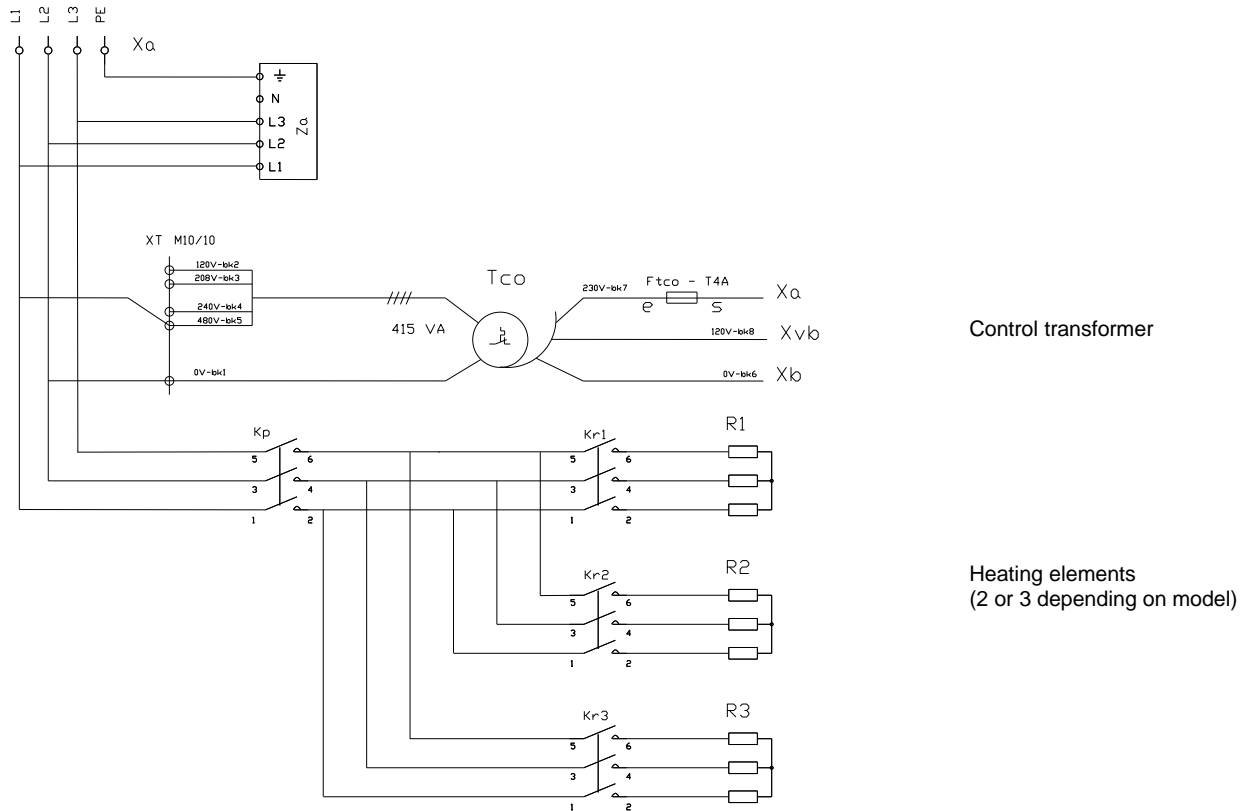 L1 L2 L3 PE
Xa
N
L3
L2
L1
Za
XT M10/10
120V-bk2
208V-bk3
240V-bk4
480V-bk5
0V-bk1
415 VA
Tco
230V-bk7
Ftco - T4A
e s
Xa
120V-bk8 Xvb
0V-bk6 Xb
Control transformer
Kp
5 6
3 4
1 2
Kr1
5 6
3 4
1 2
R1
Kr2
5 6
3 4
1 2
R2
Heating elements
(2 or 3 depending on model)
Kr3
5 6
3 4
1 2
R3